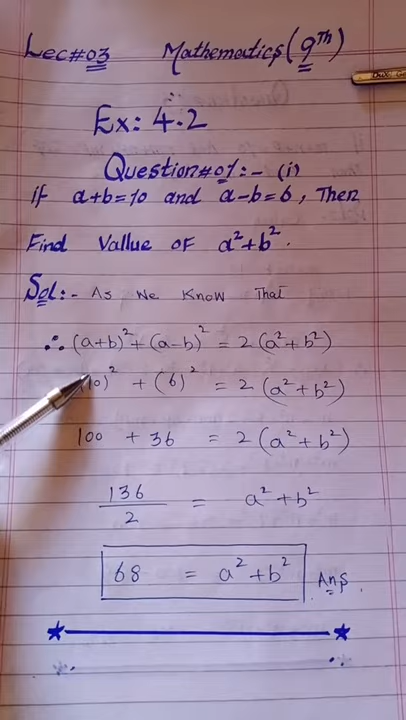 Lec#03 Mathematics (9th)
Ex: 4.2
Question#01:- (i)
if a+b=10 and a-b=6, Then
Find Vallue of a²+b².
Sol:- As We Know That
∴ (a+b)²+(a-b)² = 2(a²+b²)
(10)² + (6)² = 2(a²+b²)
100 + 36 = 2(a²+b²)
136/2 = a²+b²
68 = a²+b² Ans.